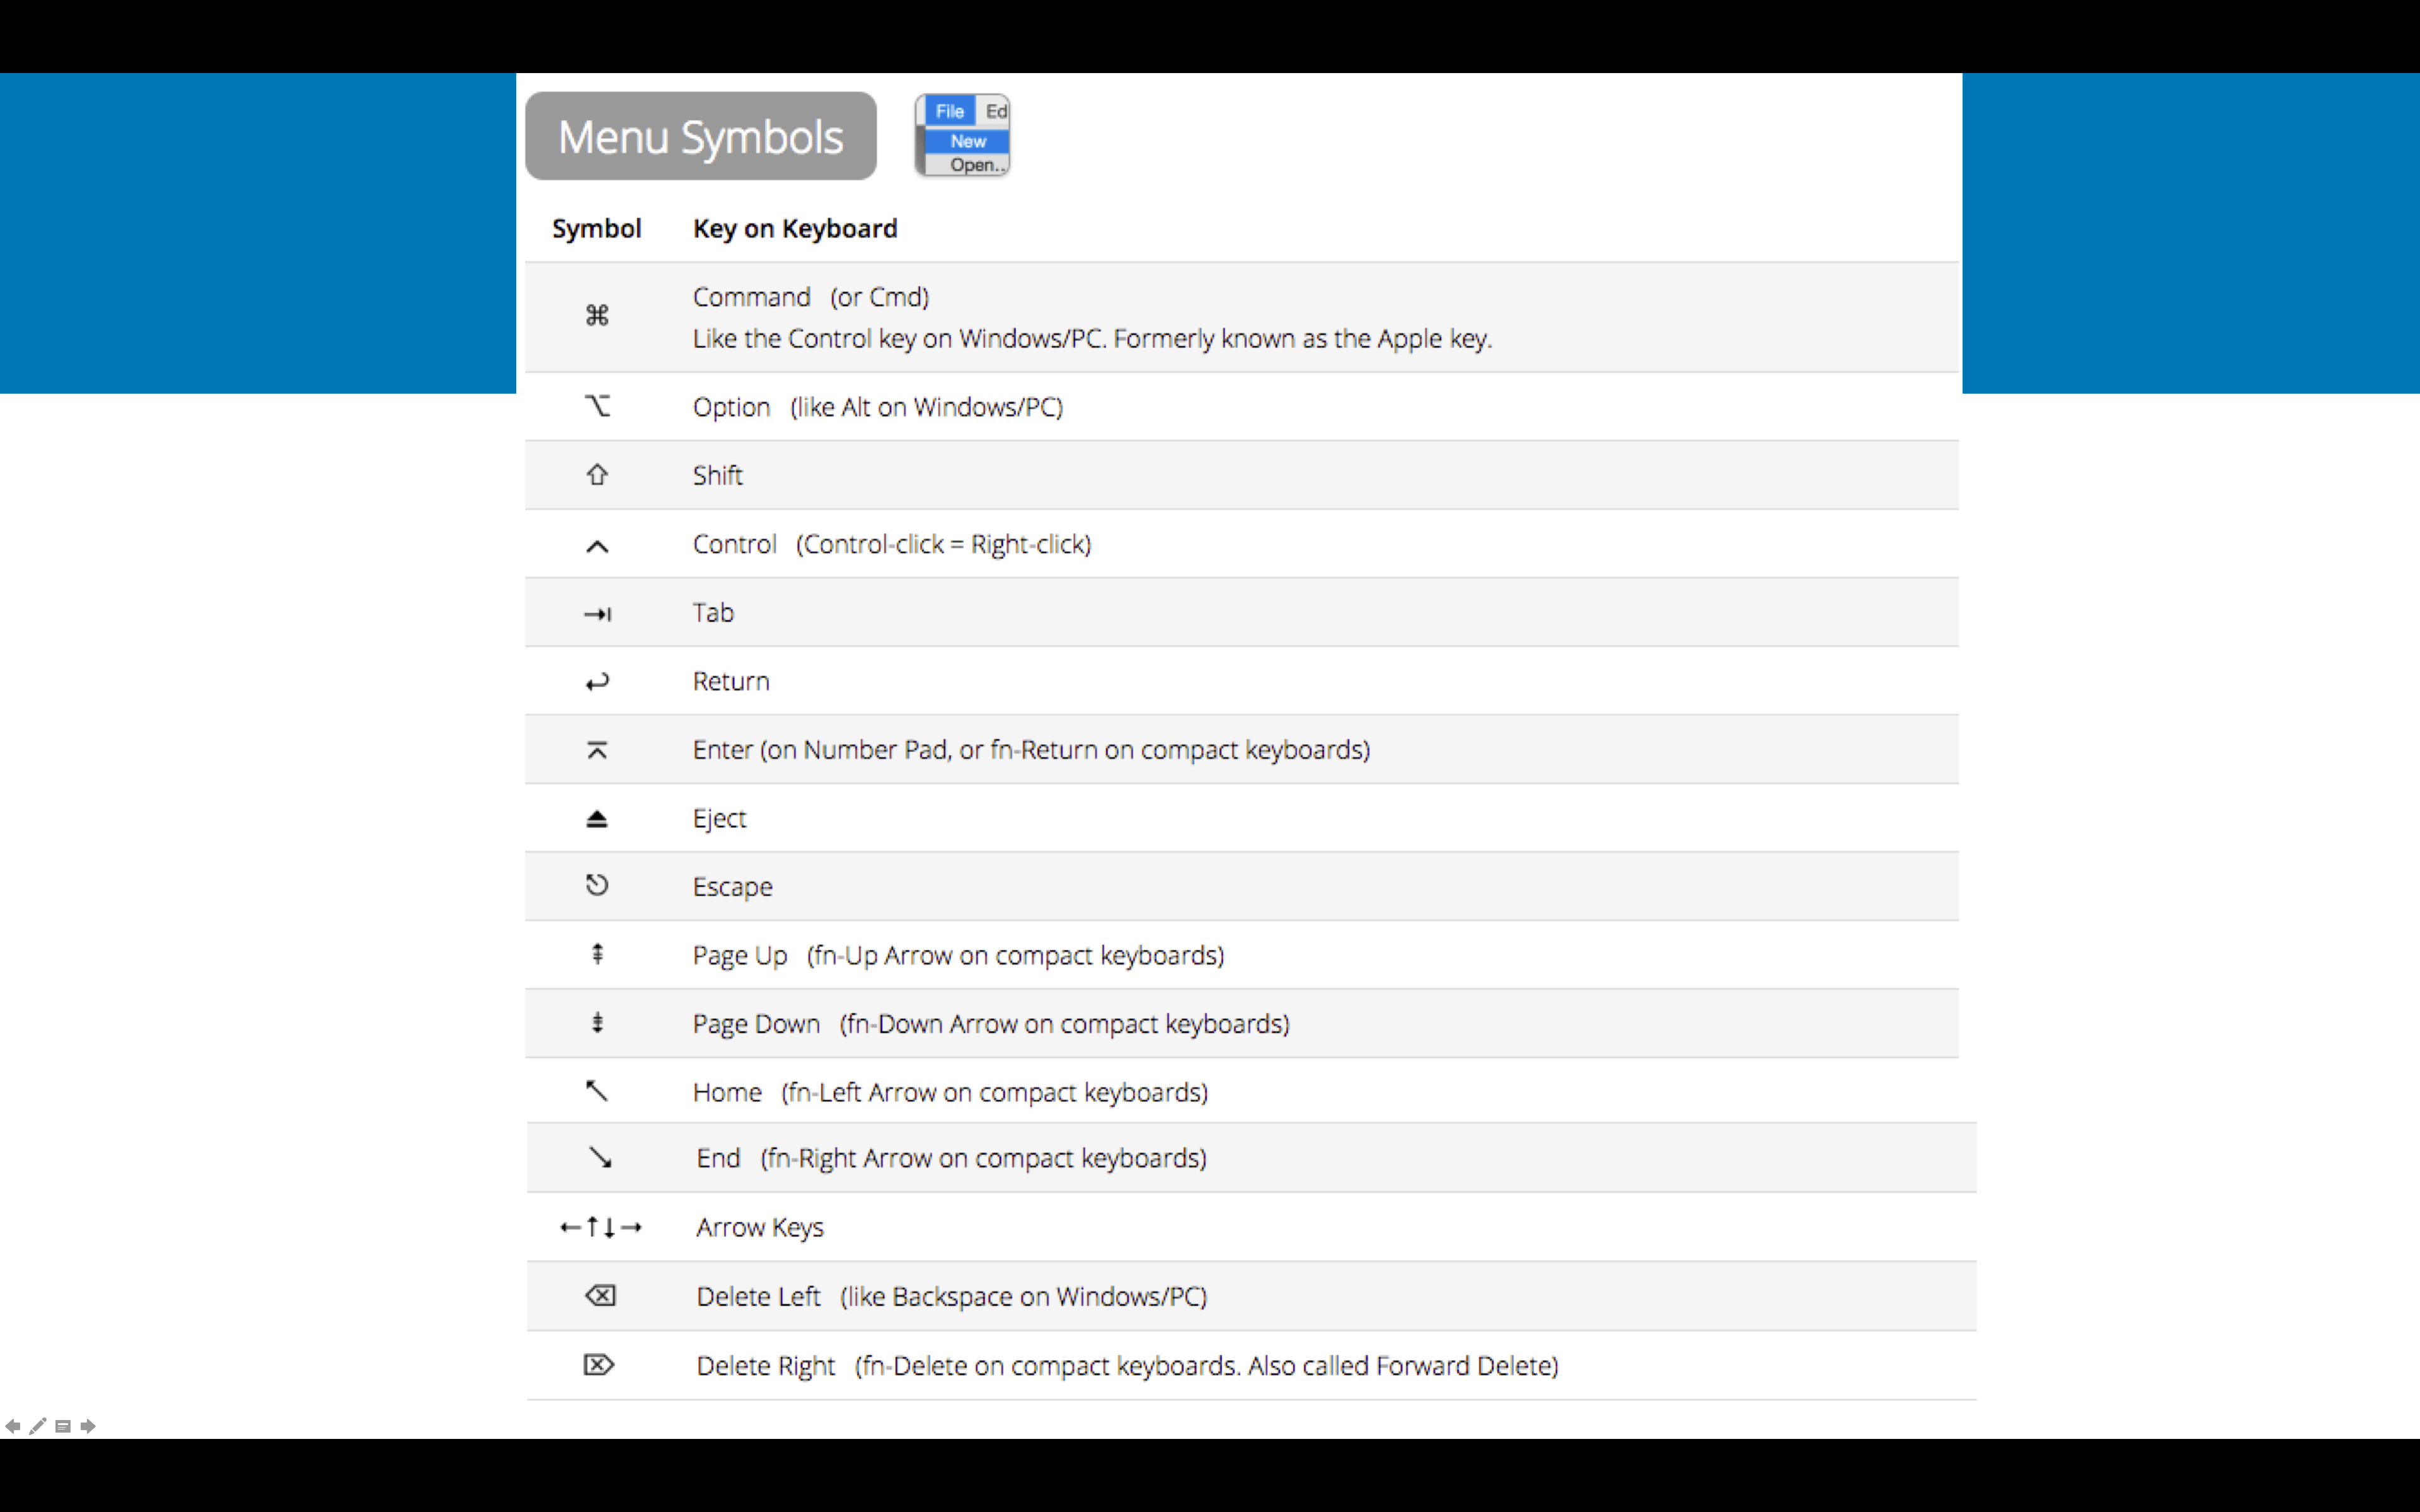 Menu Symbols
File Ed
New
Open..
Symbol Key on Keyboard
⌘ Command (or Cmd)
Like the Control key on Windows/PC. Formerly known as the Apple key.
⌥ Option (like Alt on Windows/PC)
⇧ Shift
⌃ Control (Control-click = Right-click)
⇥ Tab
↩ Return
⌤ Enter (on Number Pad, or fn-Return on compact keyboards)
⏏ Eject
⎋ Escape
⇞ Page Up (fn-Up Arrow on compact keyboards)
⇟ Page Down (fn-Down Arrow on compact keyboards)
↖ Home (fn-Left Arrow on compact keyboards)
↘ End (fn-Right Arrow on compact keyboards)
←↑↓→ Arrow Keys
⌫ Delete Left (like Backspace on Windows/PC)
⌦ Delete Right (fn-Delete on compact keyboards. Also called Forward Delete)